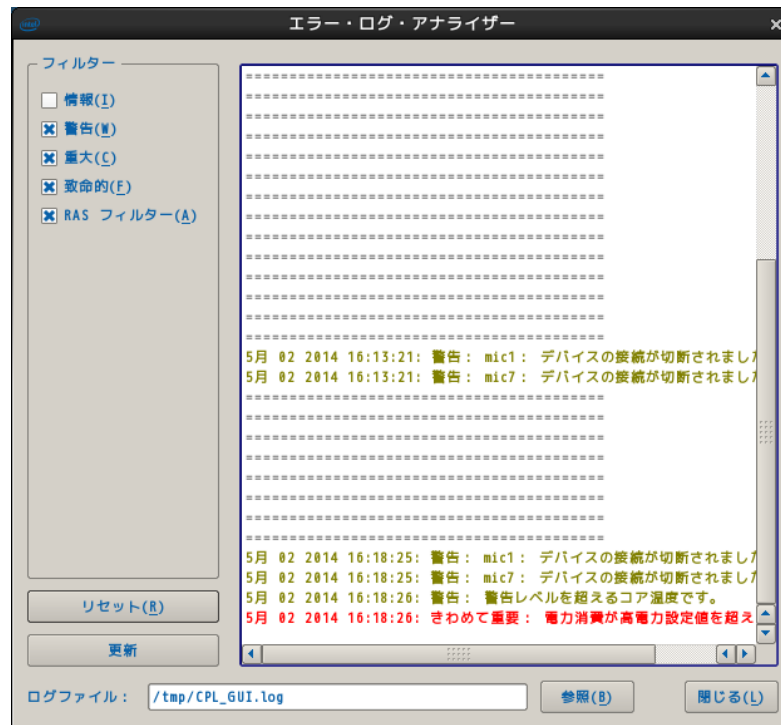 エラー・ログ・アナライザー
フィルター
情報(I)
警告(W)
重大(C)
致命的(F)
RAS フィルター(A)
=========================================
=========================================
=========================================
=========================================
=========================================
=========================================
=========================================
=========================================
=========================================
=========================================
=========================================
=========================================
=========================================
=========================================
5月 02 2014 16:13:21: 警告: mic1: デバイスの接続が切断されました
5月 02 2014 16:13:21: 警告: mic7: デバイスの接続が切断されました
=========================================
=========================================
=========================================
=========================================
=========================================
=========================================
=========================================
=========================================
5月 02 2014 16:18:25: 警告: mic1: デバイスの接続が切断されました
5月 02 2014 16:18:25: 警告: mic7: デバイスの接続が切断されました
5月 02 2014 16:18:26: 警告: 警告レベルを超えるコア温度です。
5月 02 2014 16:18:26: きわめて重要: 電力消費が高電力設定値を超え
リセット(R)
更新
ログファイル: /tmp/CPL_GUI.log 参照(B) 閉じる(L)